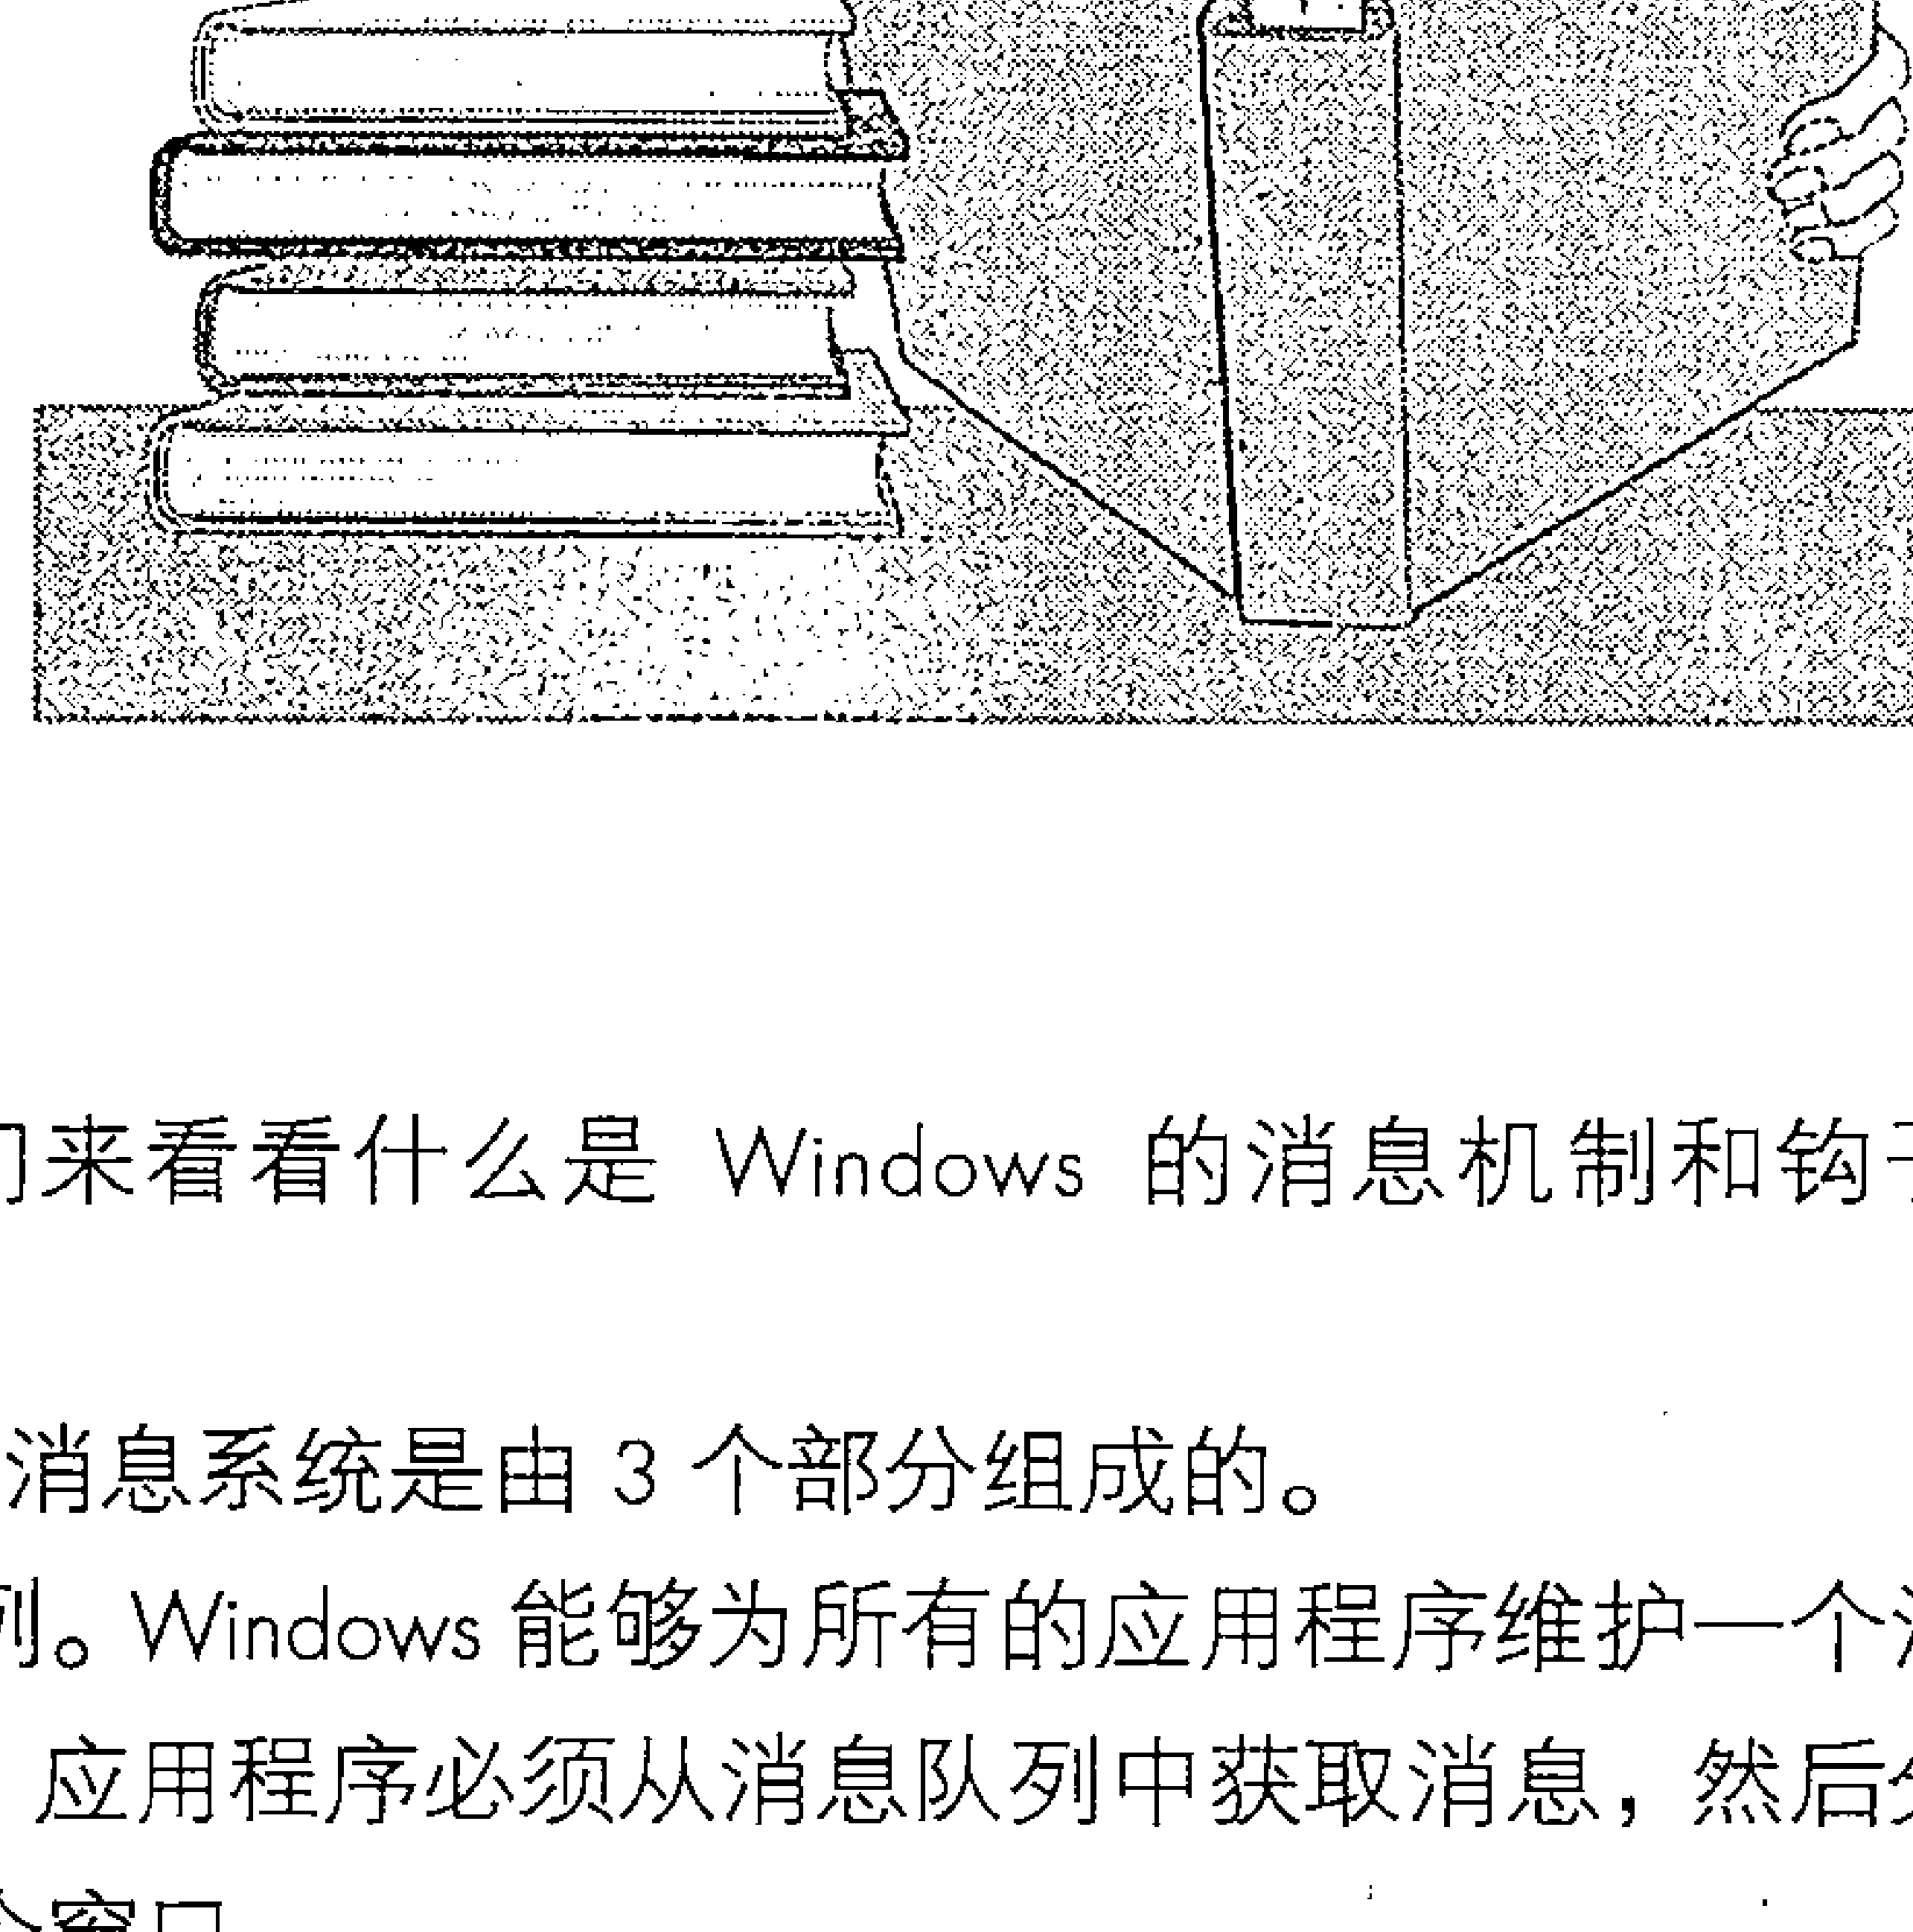 来看看什么是 Windows 的消息机制和钩
消息系统是由 3 个部分组成的。
列。Windows 能够为所有的应用程序维护一个
应用程序必须从消息队列中获取消息，然后
窗口